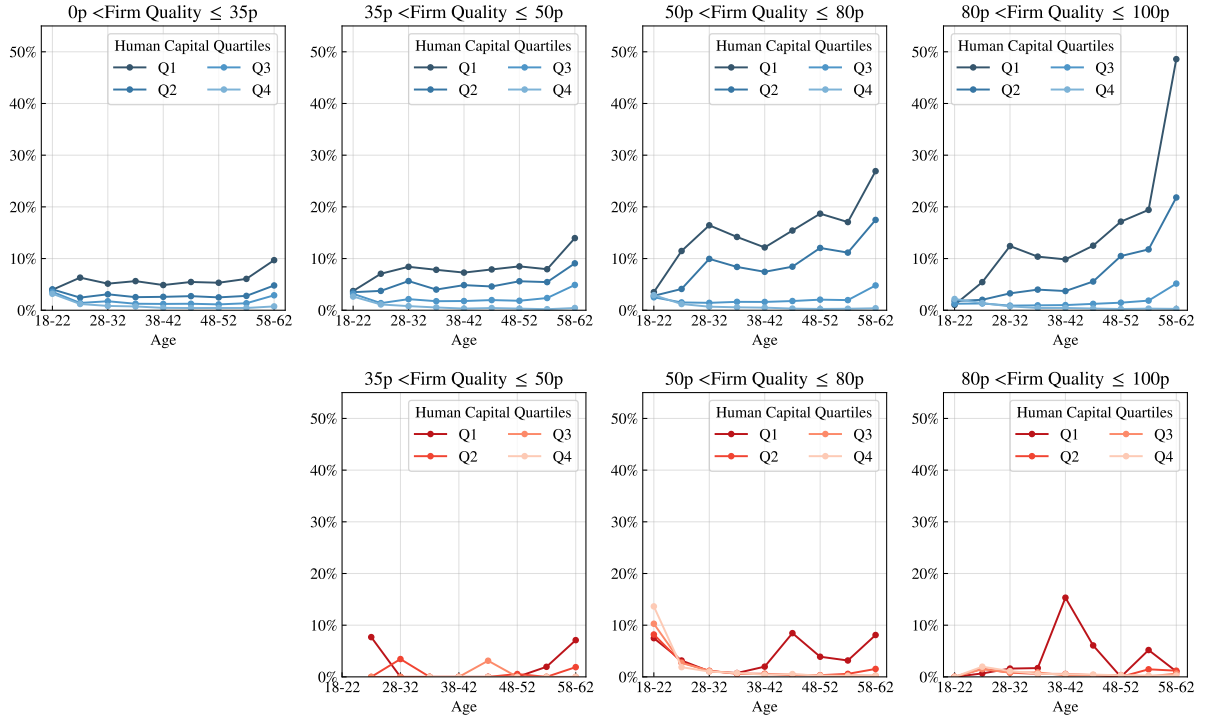 0p <Firm Quality ≤ 35p
50%
40%
30%
20%
10%
0%
Human Capital Quartiles
Q1 Q3
Q2 Q4
18-22 28-32 38-42 48-52 58-62
Age
35p <Firm Quality ≤ 50p
50%
40%
30%
20%
10%
0%
Human Capital Quartiles
Q1 Q3
Q2 Q4
18-22 28-32 38-42 48-52 58-62
Age
50p <Firm Quality ≤ 80p
50%
40%
30%
20%
10%
0%
Human Capital Quartiles
Q1 Q3
Q2 Q4
18-22 28-32 38-42 48-52 58-62
Age
80p <Firm Quality ≤ 100p
50%
40%
30%
20%
10%
0%
Human Capital Quartiles
Q1 Q3
Q2 Q4
18-22 28-32 38-42 48-52 58-62
Age
35p <Firm Quality ≤ 50p
50%
40%
30%
20%
10%
0%
Human Capital Quartiles
Q1 Q3
Q2 Q4
18-22 28-32 38-42 48-52 58-62
Age
50p <Firm Quality ≤ 80p
50%
40%
30%
20%
10%
0%
Human Capital Quartiles
Q1 Q3
Q2 Q4
18-22 28-32 38-42 48-52 58-62
Age
80p <Firm Quality ≤ 100p
50%
40%
30%
20%
10%
0%
Human Capital Quartiles
Q1 Q3
Q2 Q4
18-22 28-32 38-42 48-52 58-62
Age